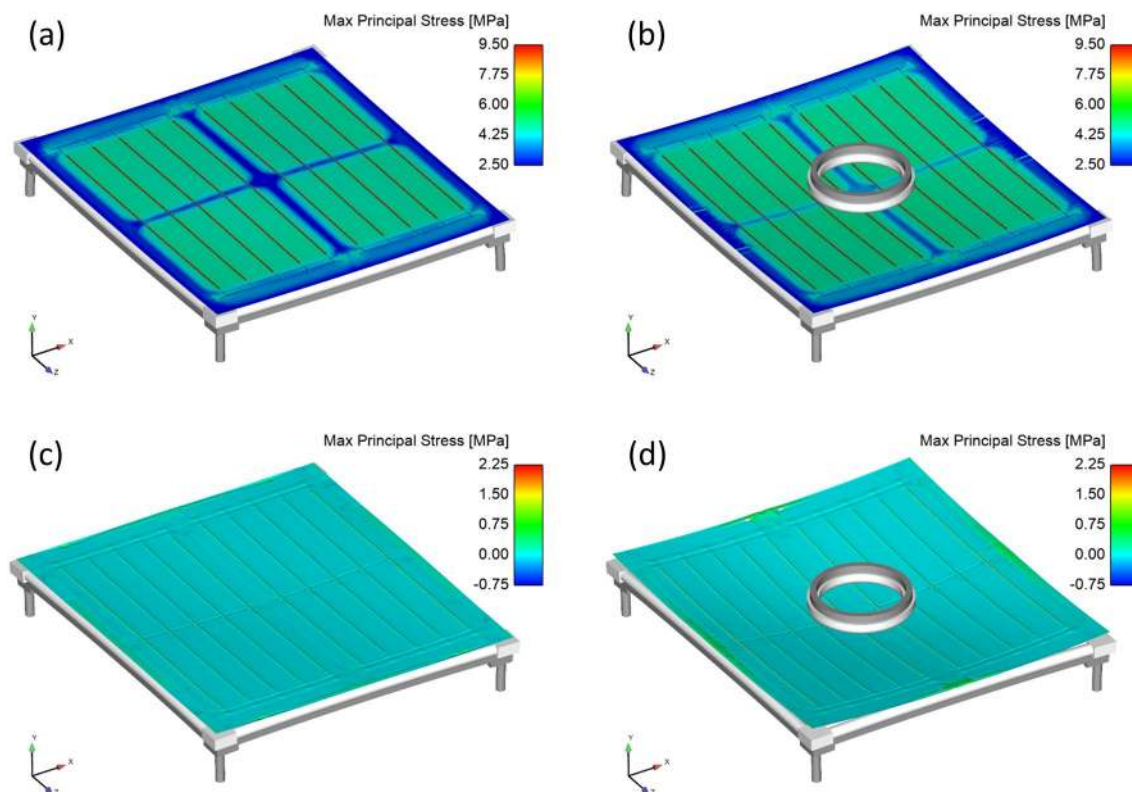 (a)
Max Principal Stress [MPa]
9.50
7.75
6.00
4.25
2.50
Y
X
Z
(b)
Max Principal Stress [MPa]
9.50
7.75
6.00
4.25
2.50
Y
X
Z
(c)
Max Principal Stress [MPa]
2.25
1.50
0.75
0.00
-0.75
Y
X
Z
(d)
Max Principal Stress [MPa]
2.25
1.50
0.75
0.00
-0.75
Y
X
Z